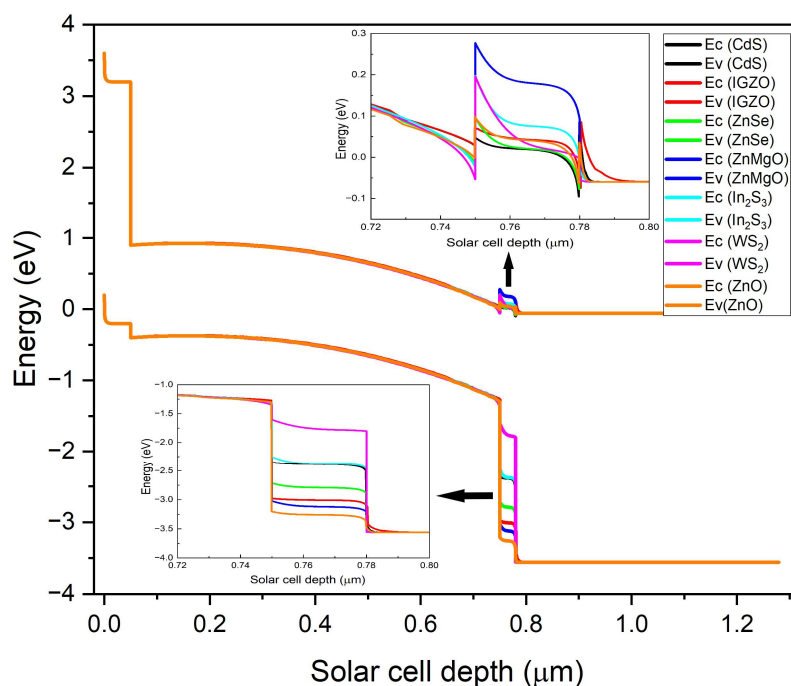 Energy (eV)
4
3
2
1
0
−1
−2
−3
−4
0.0
0.2
0.4
0.6
0.8
1.0
1.2
Solar cell depth (μm)
Energy (eV)
0.3
0.2
0.1
0.0
−0.1
0.72
0.74
0.76
0.78
0.80
Solar cell depth (μm)
Ec (CdS)
Ev (CdS)
Ec (IGZO)
Ev (IGZO)
Ec (ZnSe)
Ev (ZnSe)
Ec (ZnMgO)
Ev (ZnMgO)
Ec (In₂S₃)
Ev (In₂S₃)
Ec (WS₂)
Ev (WS₂)
Ec (ZnO)
Ev(ZnO)
Energy (eV)
−1.0
−1.5
−2.0
−2.5
−3.0
−3.5
−4.0
0.72
0.74
0.76
0.78
0.80
Solar cell depth (μm)